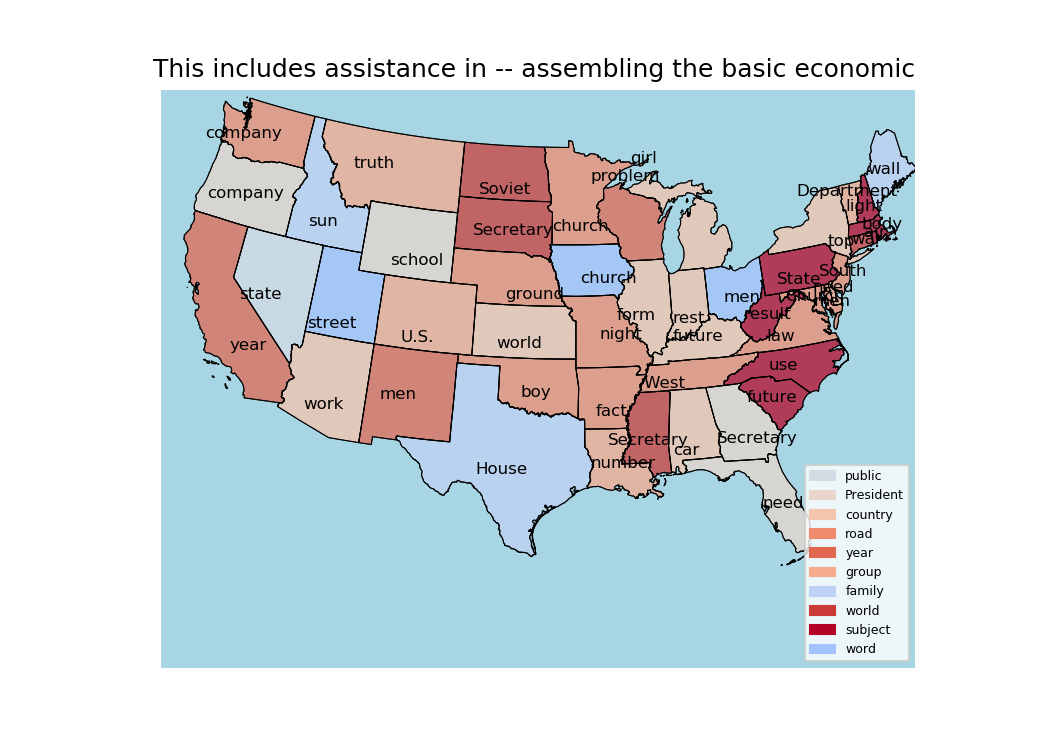 This includes assistance in -- assembling the basic economic
company
truth
girl
problem
wall
company
Soviet
Department
light
sun
Secretary
church
body
top
school
state
ground
church
men
State
South
result
street
U.S.
world
form
night
rest
future
law
year
use
work
men
boy
West
fact
future
House
Secretary
number
car
Secretary
need
public
President
country
road
year
group
family
world
subject
word